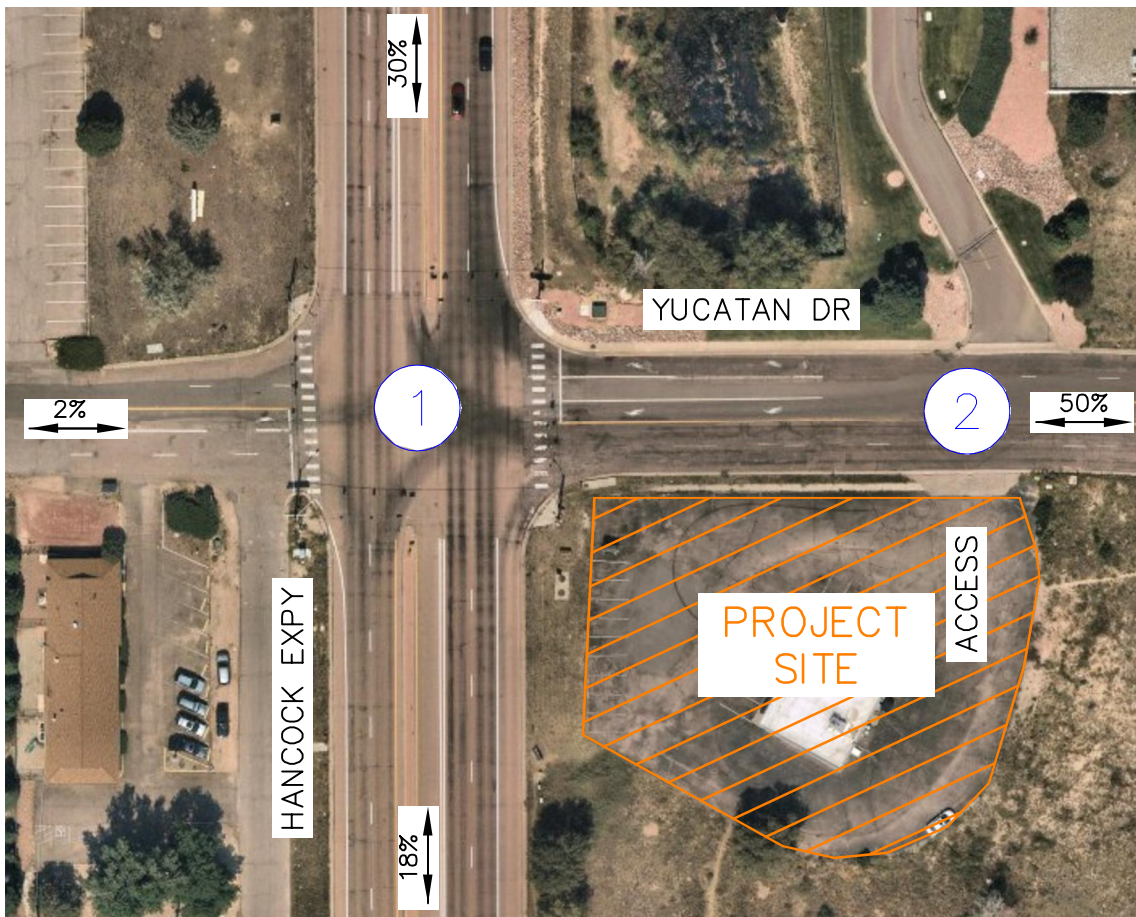 30%
YUCATAN DR
2%
1
2
50%
HANCOCK EXPY
PROJECT
SITE
ACCESS
18%